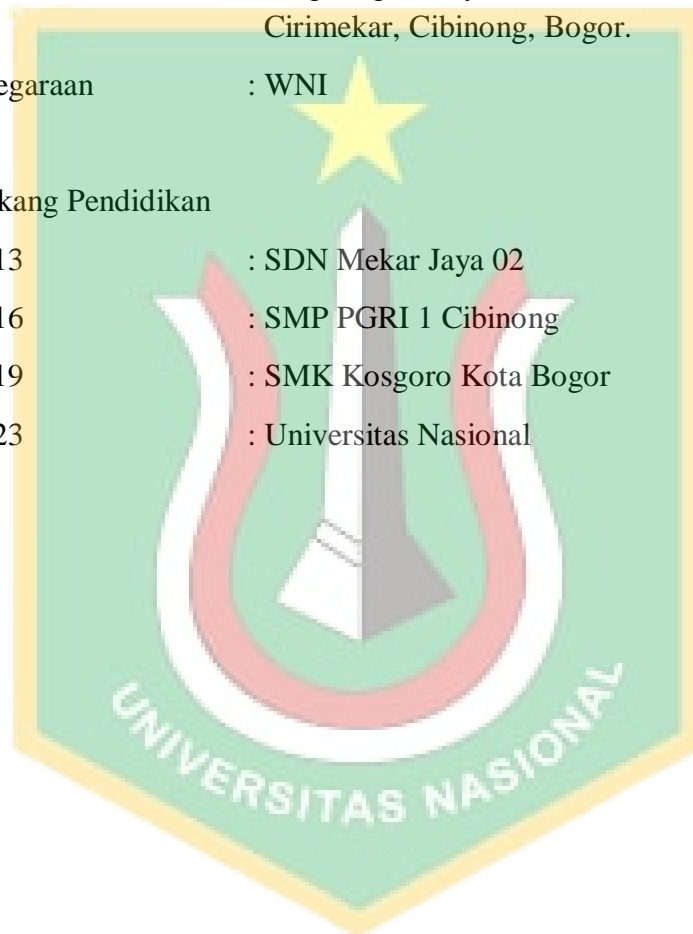 Cirimekar, Cibinong, Bogor.
egaraan : WNI
kang Pendidikan
13 : SDN Mekar Jaya 02
16 : SMP PGRI 1 Cibinong
19 : SMK Kosgoro Kota Bogor
23 : Universitas Nasional
UNIVERSITAS NASIONAL